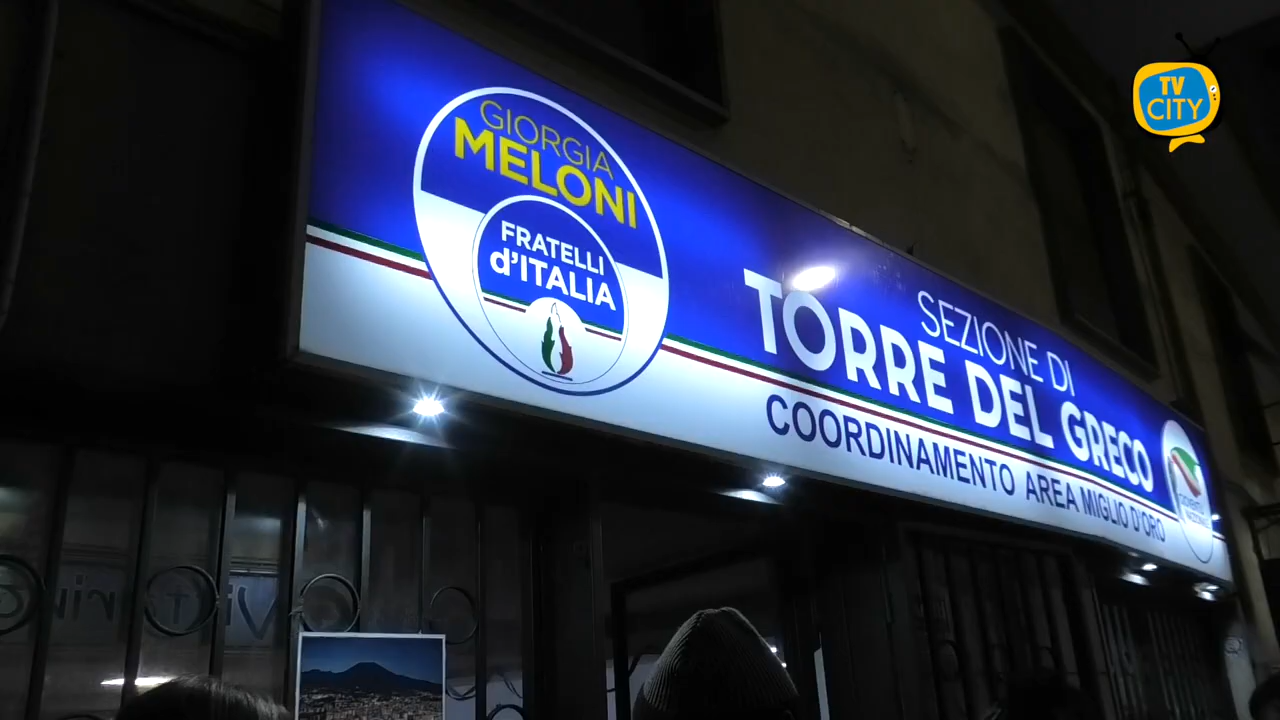 TV
CITY
GIORGIA
MELONI
FRATELLI
d'ITALIA
SEZIONE DI
TORRE DEL GRECO
COORDINAMENTO AREA MIGLIO D'ORO